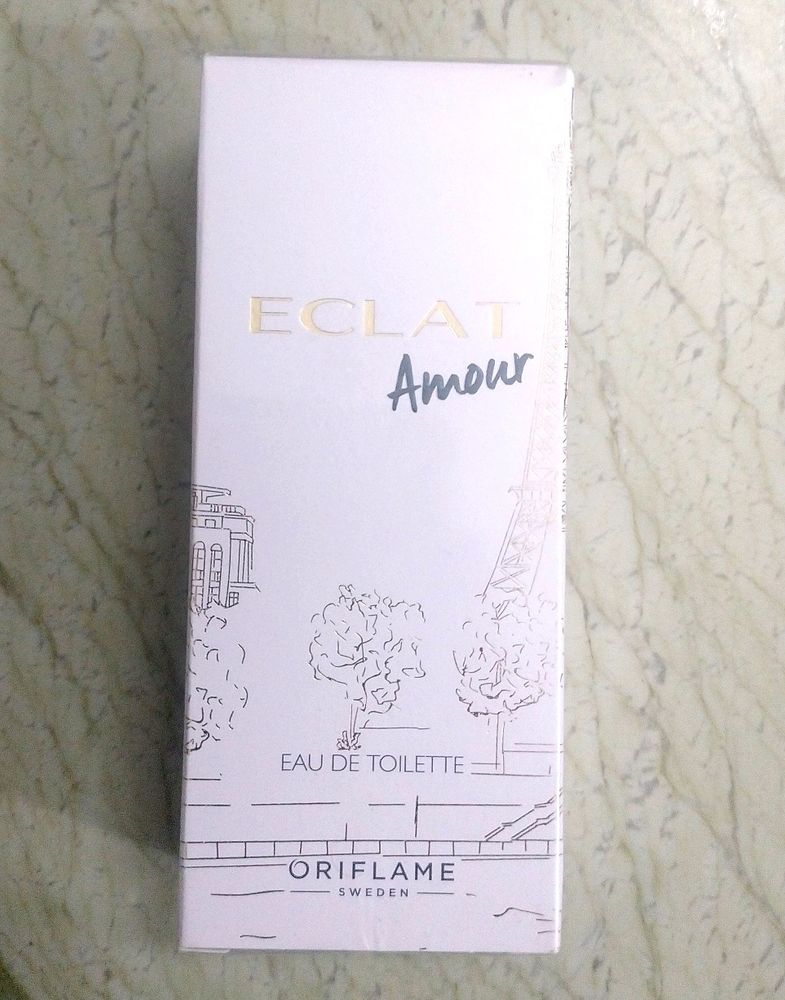 ECLAT
Amour
EAU DE TOILETTE
ORIFLAME
SWEDEN